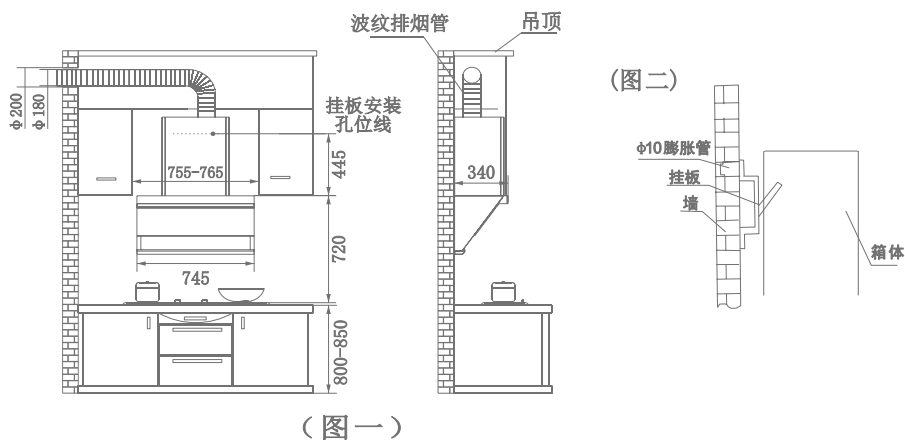 波纹排烟管
吊顶
(图二)
Φ200
Φ180
挂板安装
孔位线
755-765
445
340
720
745
800-850
φ10膨胀管
挂板
墙
箱体
(图一)